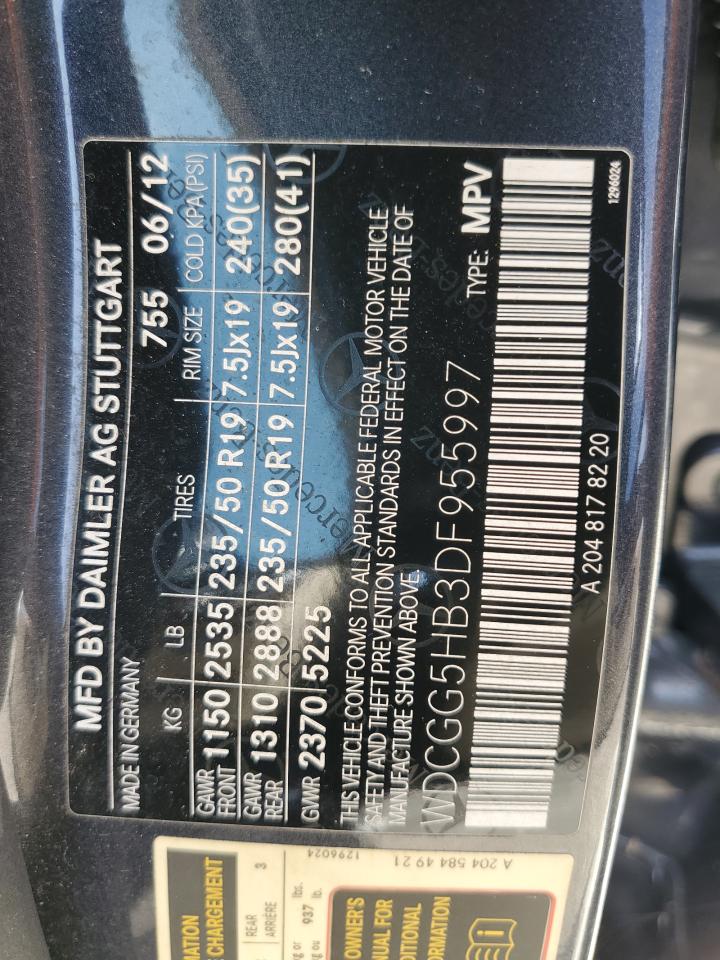 MFD BY DAIMLER AG STUTTGART
MADE IN GERMANY 755 06/12
KG LB TIRES RIM SIZE COLD KPA(PSI)
GAWR FRONT 1150 2535 235/50 R19 7.5Jx19 240(35)
GAWR REAR 1310 2888 235/50 R19 7.5Jx19 280(41)
GVWR 2370 5225
THIS VEHICLE CONFORMS TO ALL APPLICABLE FEDERAL MOTOR VEHICLE
SAFETY AND THEFT PREVENTION STANDARDS IN EFFECT ON THE DATE OF
MANUFACTURE SHOWN ABOVE.
WDCGG5HB3DF955997 TYPE: MPV
A 204 817 82 20
1296024
CHARGEMENT
REAR
ARRIÈRE
3
937 lbs.
lb.
OWNER'S
FOR
1296024
A 204 584 49 21